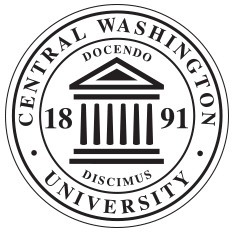 CENTRAL WASHINGTON
DOCENDO
18 91
DISCIMUS
• UNIVERSITY •